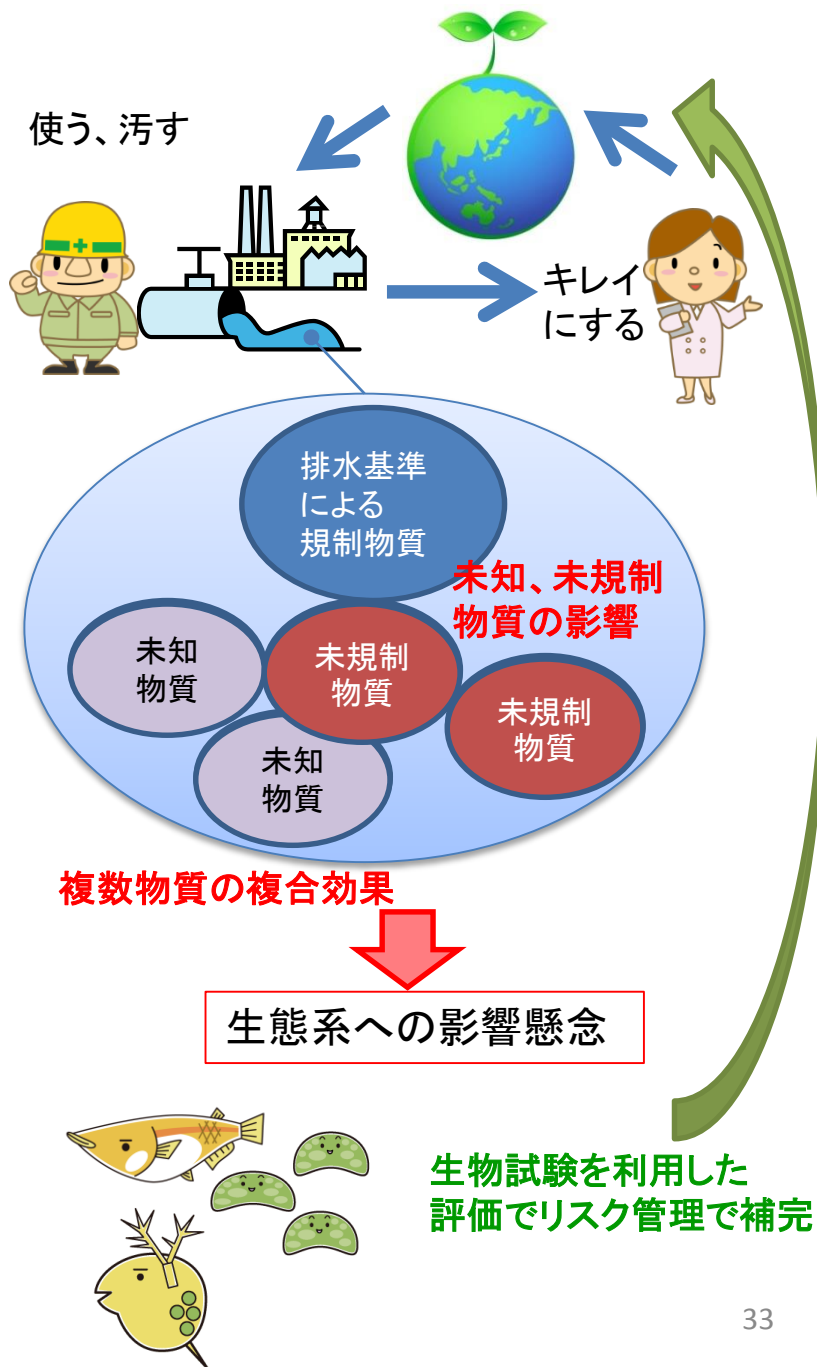 使う、汚す
キレイ
にする
排水基準
による
規制物質
未知、未規制
物質の影響
未知
物質
未規制
物質
未規制
物質
未知
物質
複数物質の複合効果
生態系への影響懸念
生物試験を利用した
評価でリスク管理で補完
33